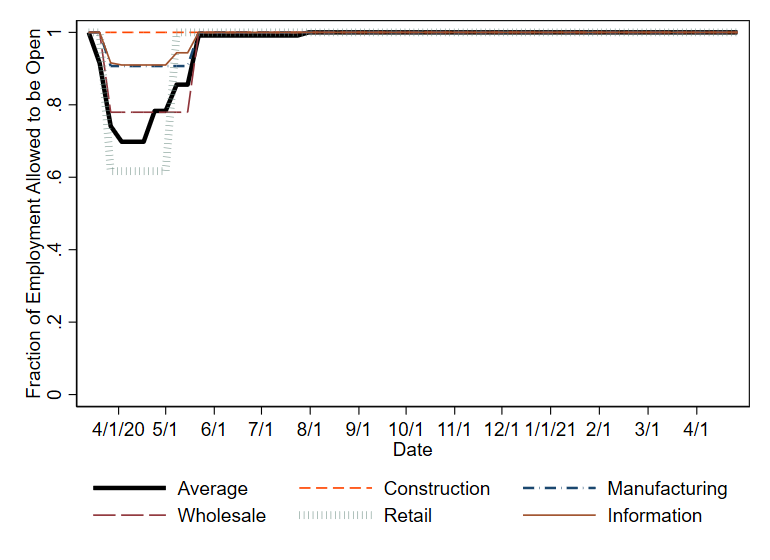 Fraction of Employment Allowed to be Open
1
.8
.6
.4
.2
0
4/1/20 5/1 6/1 7/1 8/1 9/1 10/1 11/1 12/1 1/1/21 2/1 3/1 4/1
Date
Average Construction Manufacturing
Wholesale Retail Information